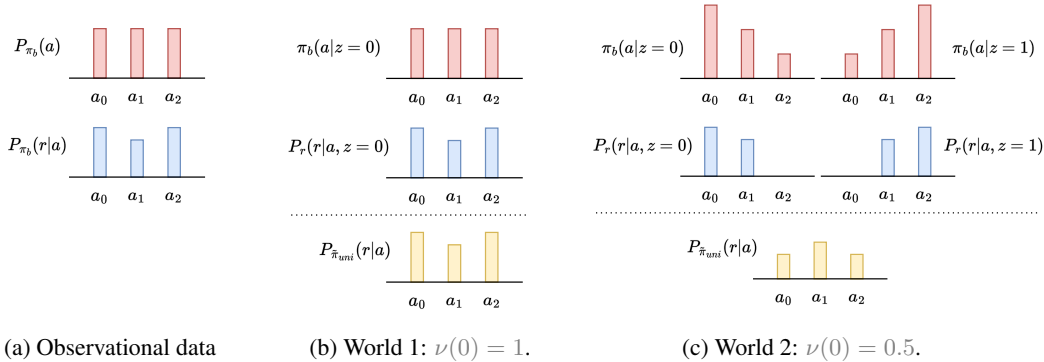 P_{π_b}(a)
a_0 a_1 a_2
P_{π_b}(r|a)
a_0 a_1 a_2
(a) Observational data
π_b(a|z = 0)
a_0 a_1 a_2
P_r(r|a, z = 0)
a_0 a_1 a_2
P_{π̃_{uni}}(r|a)
a_0 a_1 a_2
(b) World 1: ν(0) = 1.
π_b(a|z = 0) π_b(a|z = 1)
a_0 a_1 a_2 a_0 a_1 a_2
P_r(r|a, z = 0) P_r(r|a, z = 1)
a_0 a_1 a_2 a_0 a_1 a_2
P_{π̃_{uni}}(r|a)
a_0 a_1 a_2
(c) World 2: ν(0) = 0.5.